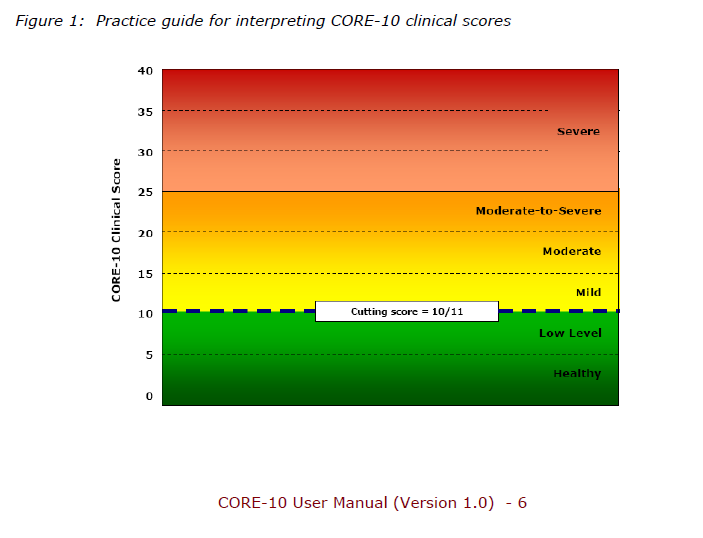 Figure 1: Practice guide for interpreting CORE-10 clinical scores
CORE-10 Clinical Score
40
35
Severe
30
25
Moderate-to-Severe
20
Moderate
15
Mild
10
Cutting score = 10/11
Low Level
5
Healthy
0
CORE-10 User Manual (Version 1.0) - 6